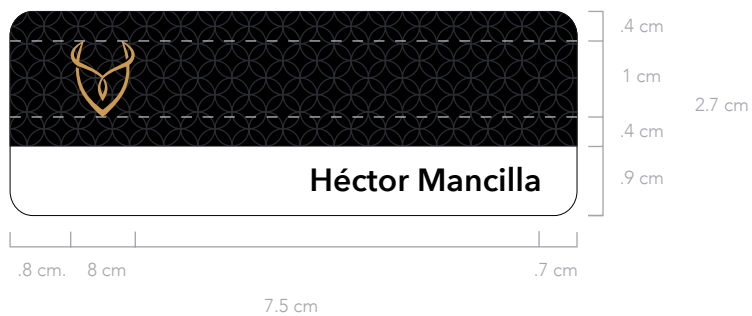 .4 cm
1 cm
2.7 cm
.4 cm
Héctor Mancilla
.9 cm
.8 cm.
8 cm
.7 cm
7.5 cm